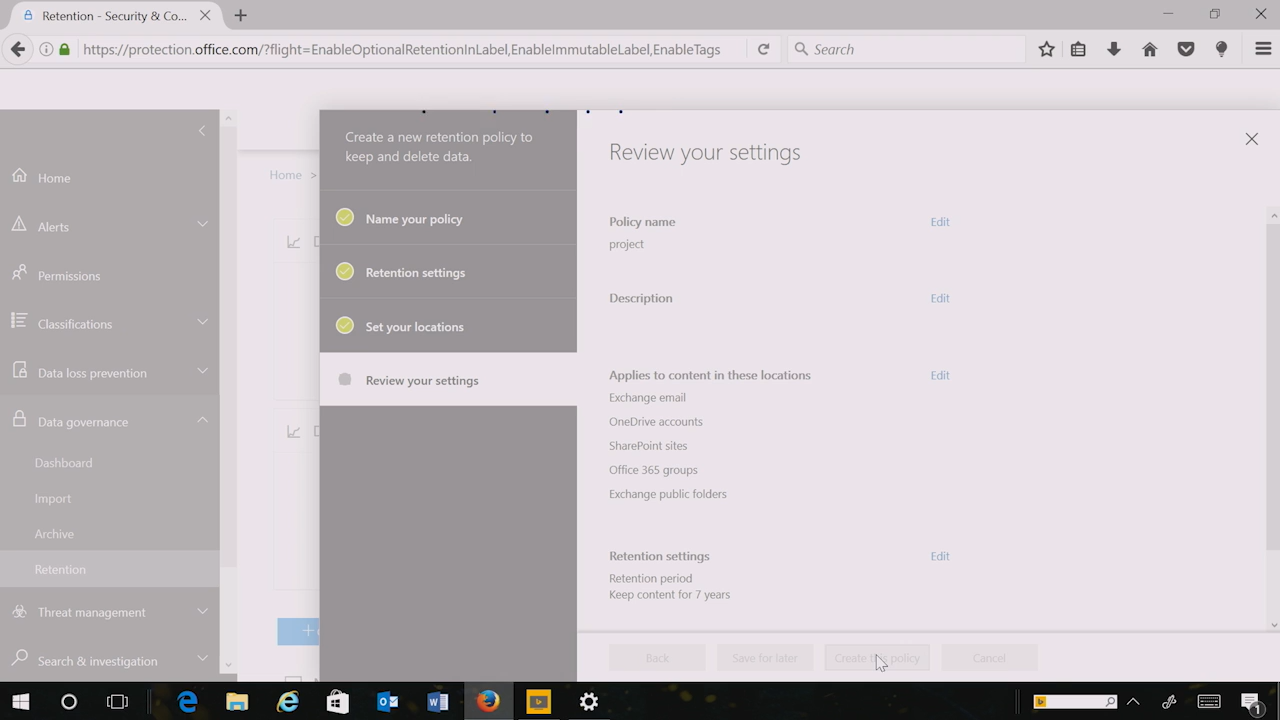 Retention - Security & Co...
https://protection.office.com/?flight=EnableOptionalRetentionInLabel,EnableImmutableLabel,EnableTags
Search
Create a new retention policy to
keep and delete data.
Review your settings
Home >
Home
Alerts
Permissions
Classifications
Data loss prevention
Data governance
Dashboard
Import
Archive
Retention
Threat management
Search & investigation
Name your policy
Retention settings
Set your locations
Review your settings
Policy name
Edit
project
Description
Edit
Applies to content in these locations
Edit
Exchange email
OneDrive accounts
SharePoint sites
Office 365 groups
Exchange public folders
Retention settings
Edit
Retention period
Keep content for 7 years
Back
Save for later
Create this policy
Cancel
1